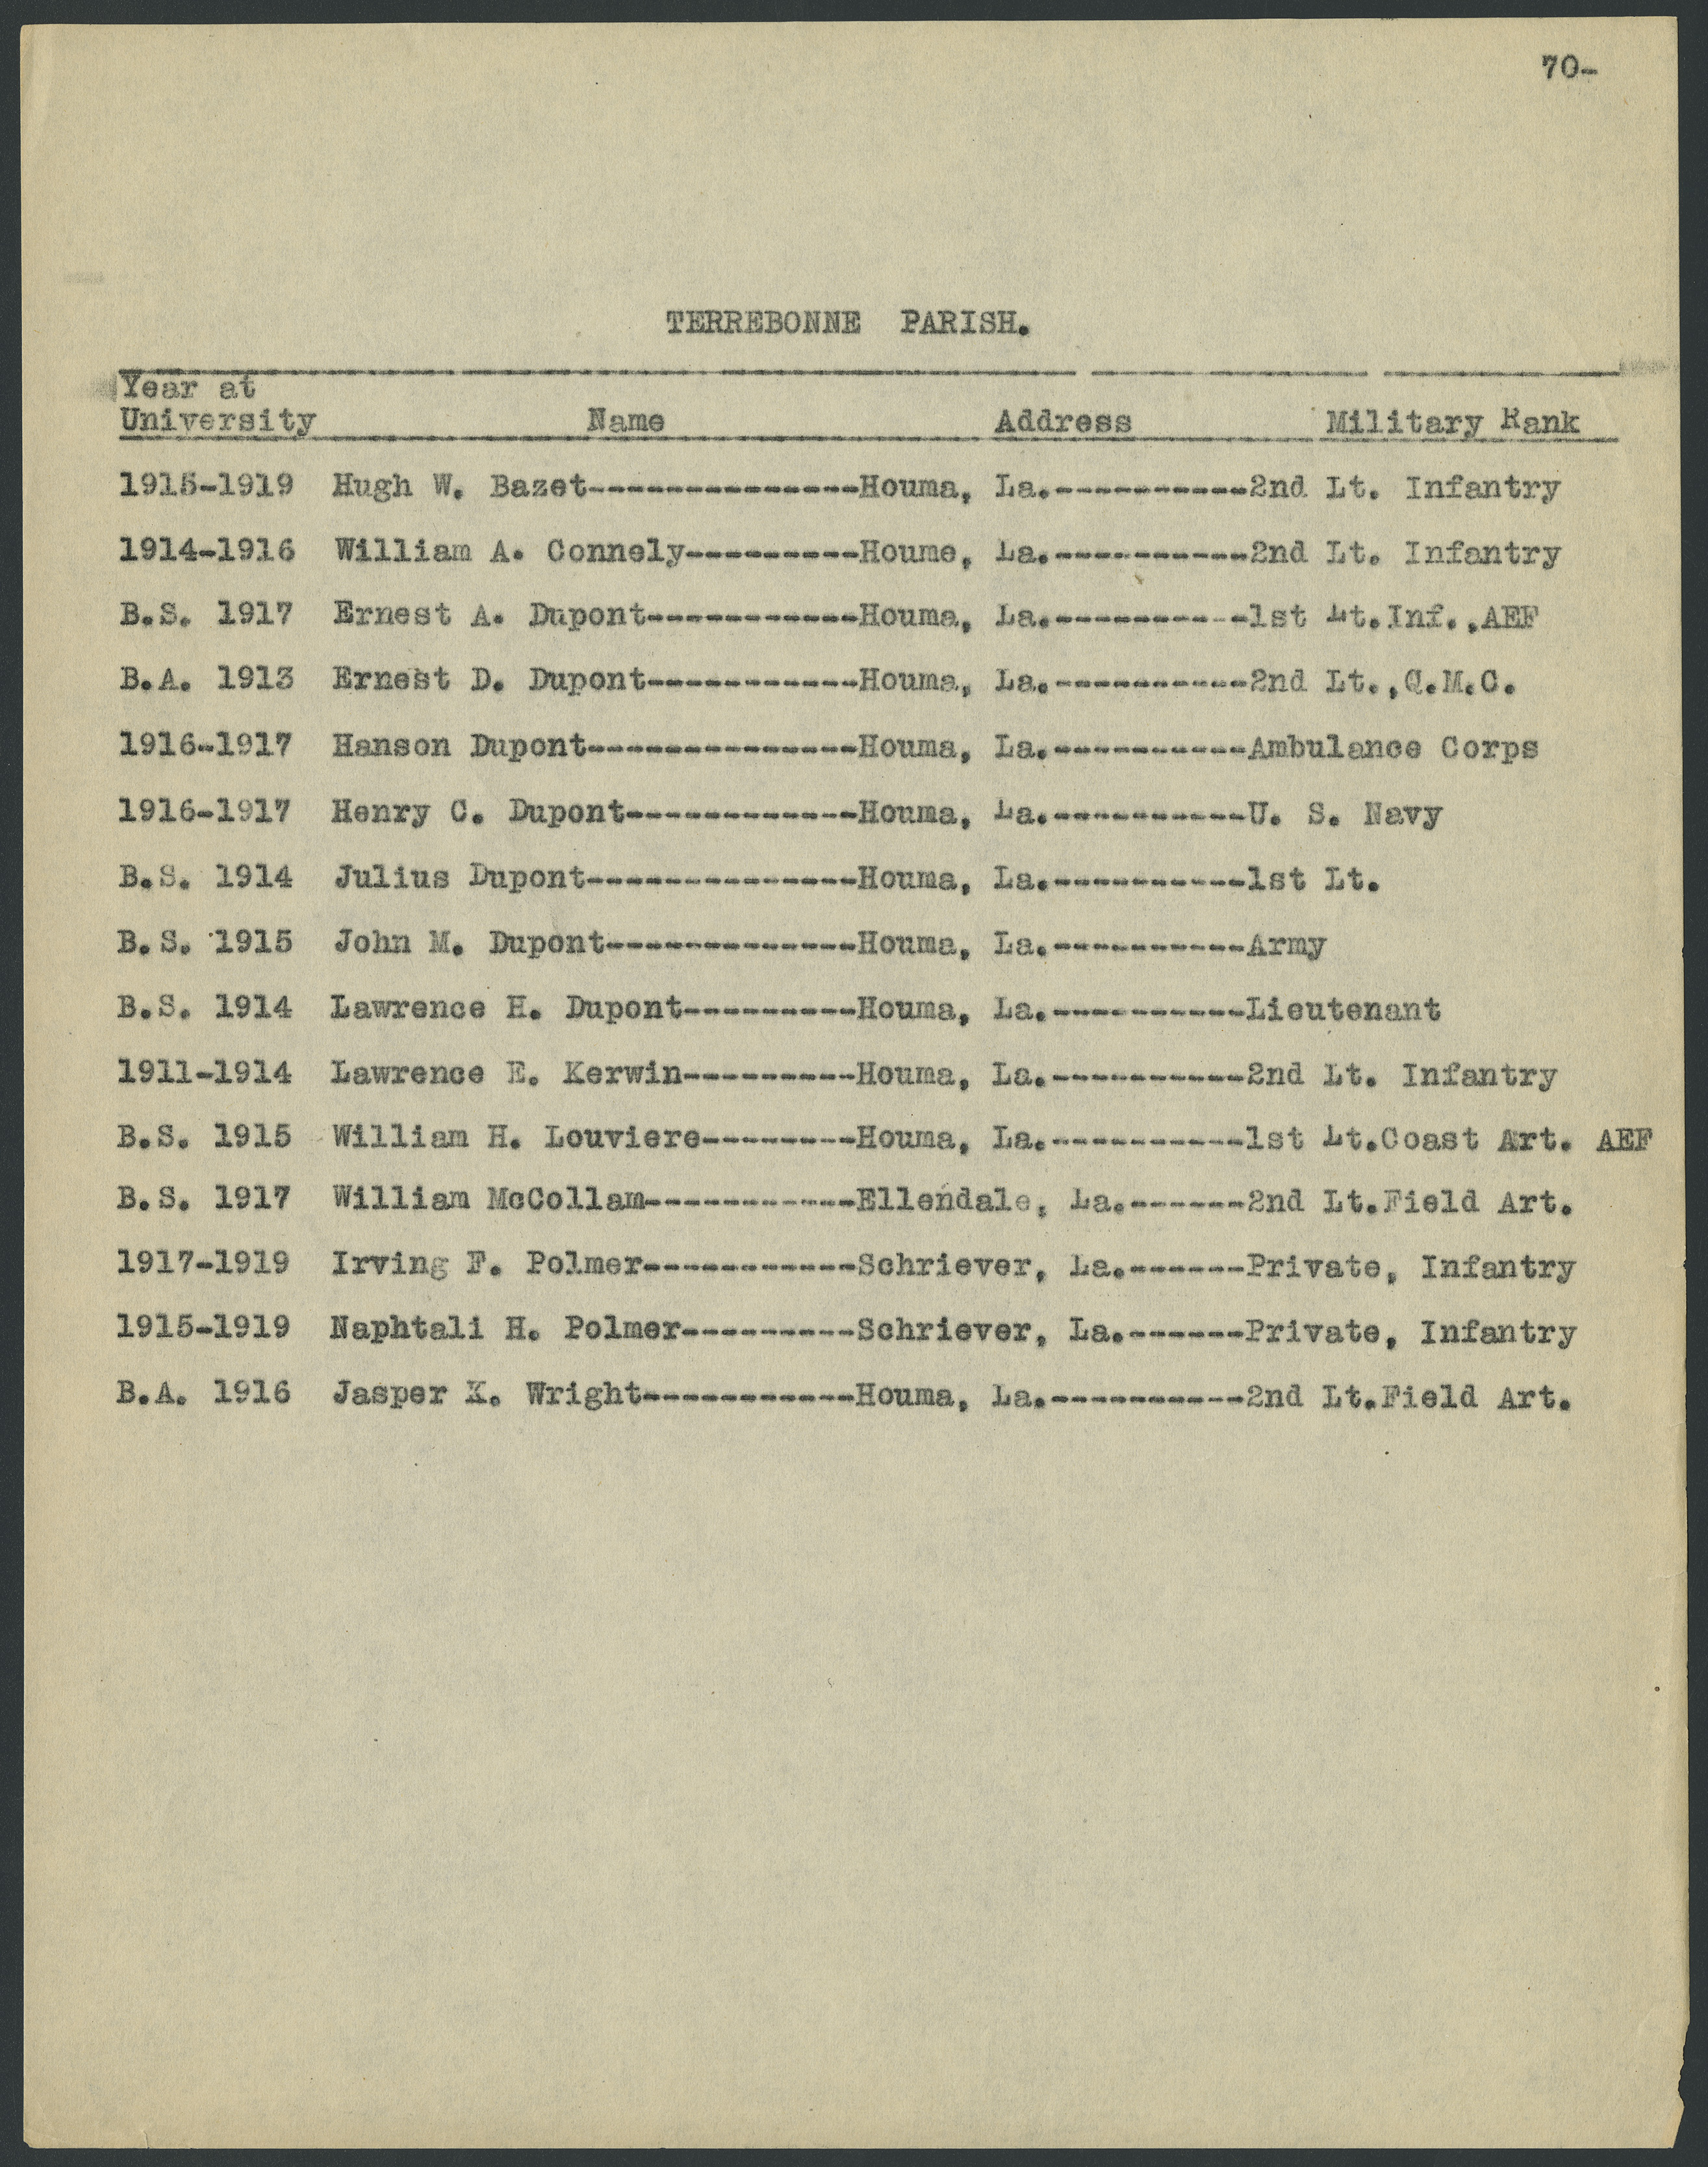 70-
TERREBONNE PARISH.
Year at
University Name Address Military Rank
1915-1919 Hugh W. Bazet--------------Houma, La.----------2nd Lt. Infantry
1914-1916 William A. Connely---------Houme, La.----------2nd Lt. Infantry
B.S. 1917 Ernest A. Dupont-----------Houma, La.----------1st Lt.Inf.,AEF
B.A. 1913 Ernest D. Dupont-----------Houma, La.----------2nd Lt.,Q.M.C.
1916-1917 Hanson Dupont--------------Houma, La.----------Ambulance Corps
1916-1917 Henry C. Dupont------------Houma, La.----------U. S. Navy
B.S. 1914 Julius Dupont--------------Houma, La.----------1st Lt.
B.S. 1915 John M. Dupont-------------Houma, La.----------Army
B.S. 1914 Lawrence H. Dupont---------Houma, La.----------Lieutenant
1911-1914 Lawrence E. Kerwin---------Houma, La.----------2nd Lt. Infantry
B.S. 1915 William H. Louviere--------Houma, La.----------1st Lt.Coast Art. AEF
B.S. 1917 William McCollam-----------Ellendale, La.------2nd Lt.Field Art.
1917-1919 Irving F. Polmer-----------Schriever, La.------Private, Infantry
1915-1919 Naphtali H. Polmer---------Schriever, La.------Private, Infantry
B.A. 1916 Jasper K. Wright-----------Houma, La.----------2nd Lt.Field Art.